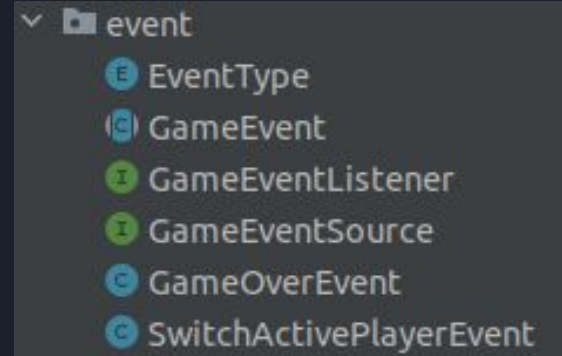 event
E EventType
C GameEvent
I GameEventListener
I GameEventSource
C GameOverEvent
C SwitchActivePlayerEvent